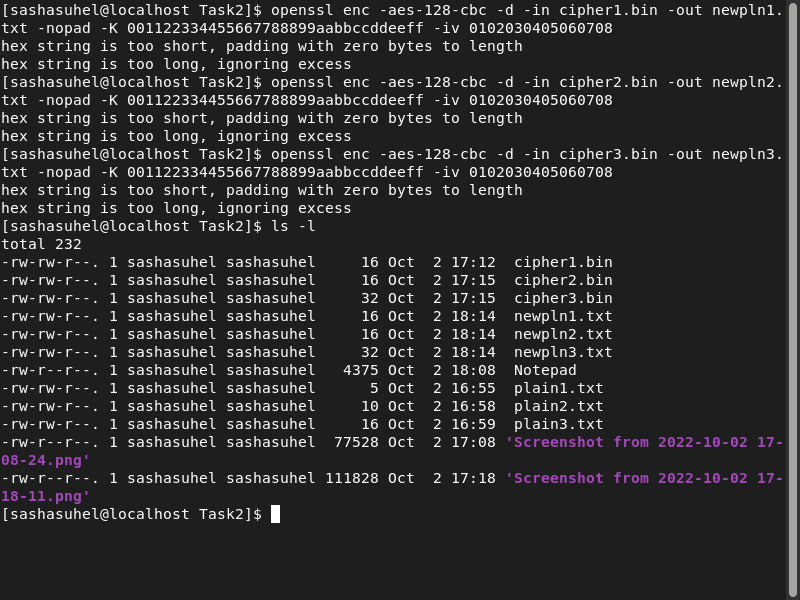 [sashasuhel@localhost Task2]$ openssl enc -aes-128-cbc -d -in cipher1.bin -out newpln1.
txt -nopad -K 001122334455667788899aabbccddeeff -iv 0102030405060708
hex string is too short, padding with zero bytes to length
hex string is too long, ignoring excess
[sashasuhel@localhost Task2]$ openssl enc -aes-128-cbc -d -in cipher2.bin -out newpln2.
txt -nopad -K 001122334455667788899aabbccddeeff -iv 0102030405060708
hex string is too short, padding with zero bytes to length
hex string is too long, ignoring excess
[sashasuhel@localhost Task2]$ openssl enc -aes-128-cbc -d -in cipher3.bin -out newpln3.
txt -nopad -K 001122334455667788899aabbccddeeff -iv 0102030405060708
hex string is too short, padding with zero bytes to length
hex string is too long, ignoring excess
[sashasuhel@localhost Task2]$ ls -l
total 232
-rw-rw-r--. 1 sashasuhel sashasuhel     16 Oct  2 17:12  cipher1.bin
-rw-rw-r--. 1 sashasuhel sashasuhel     16 Oct  2 17:15  cipher2.bin
-rw-rw-r--. 1 sashasuhel sashasuhel     32 Oct  2 17:15  cipher3.bin
-rw-rw-r--. 1 sashasuhel sashasuhel     16 Oct  2 18:14  newpln1.txt
-rw-rw-r--. 1 sashasuhel sashasuhel     16 Oct  2 18:14  newpln2.txt
-rw-rw-r--. 1 sashasuhel sashasuhel     32 Oct  2 18:14  newpln3.txt
-rw-rw-r--. 1 sashasuhel sashasuhel   4375 Oct  2 18:08  Notepad
-rw-rw-r--. 1 sashasuhel sashasuhel      5 Oct  2 16:55  plain1.txt
-rw-rw-r--. 1 sashasuhel sashasuhel     10 Oct  2 16:58  plain2.txt
-rw-rw-r--. 1 sashasuhel sashasuhel     16 Oct  2 16:59  plain3.txt
-rw-r--r--. 1 sashasuhel sashasuhel  77528 Oct  2 17:08 'Screenshot from 2022-10-02 17-
08-24.png'
-rw-r--r--. 1 sashasuhel sashasuhel 111828 Oct  2 17:18 'Screenshot from 2022-10-02 17-
18-11.png'
[sashasuhel@localhost Task2]$